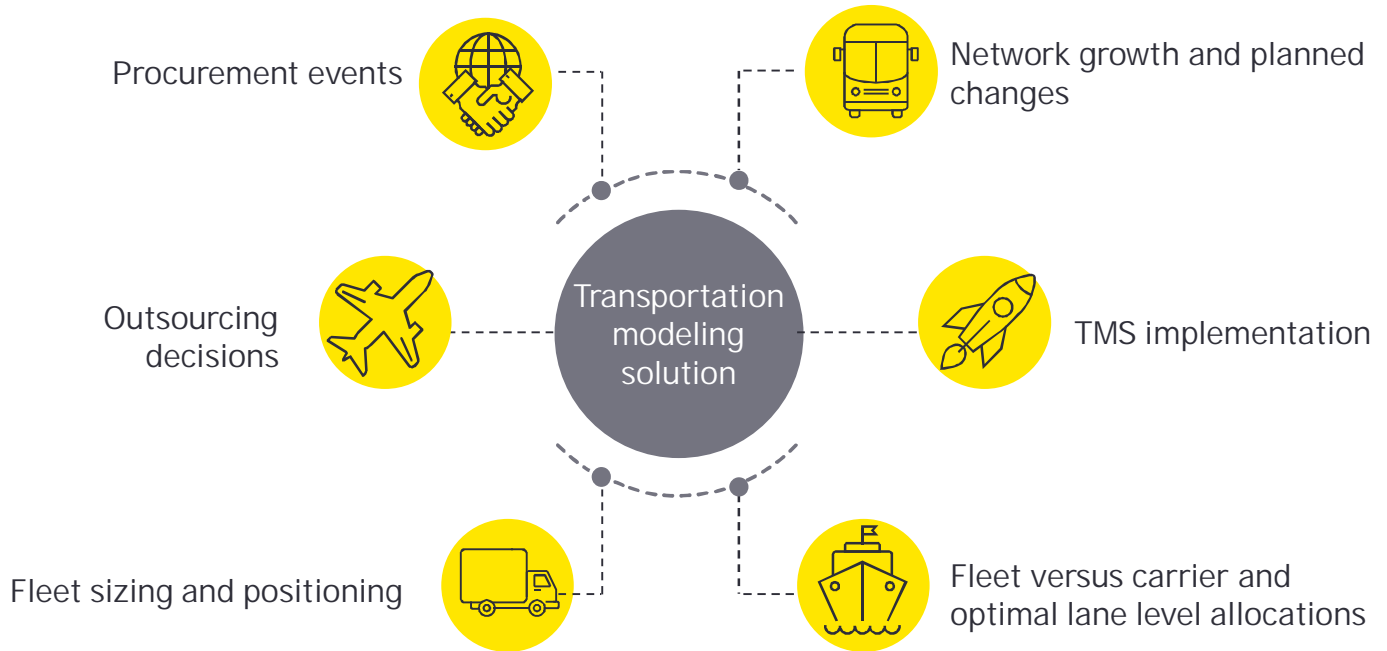 Procurement events
Network growth and planned
changes
Outsourcing
decisions
Transportation
modeling
solution
TMS implementation
Fleet sizing and positioning
Fleet versus carrier and
optimal lane level allocations